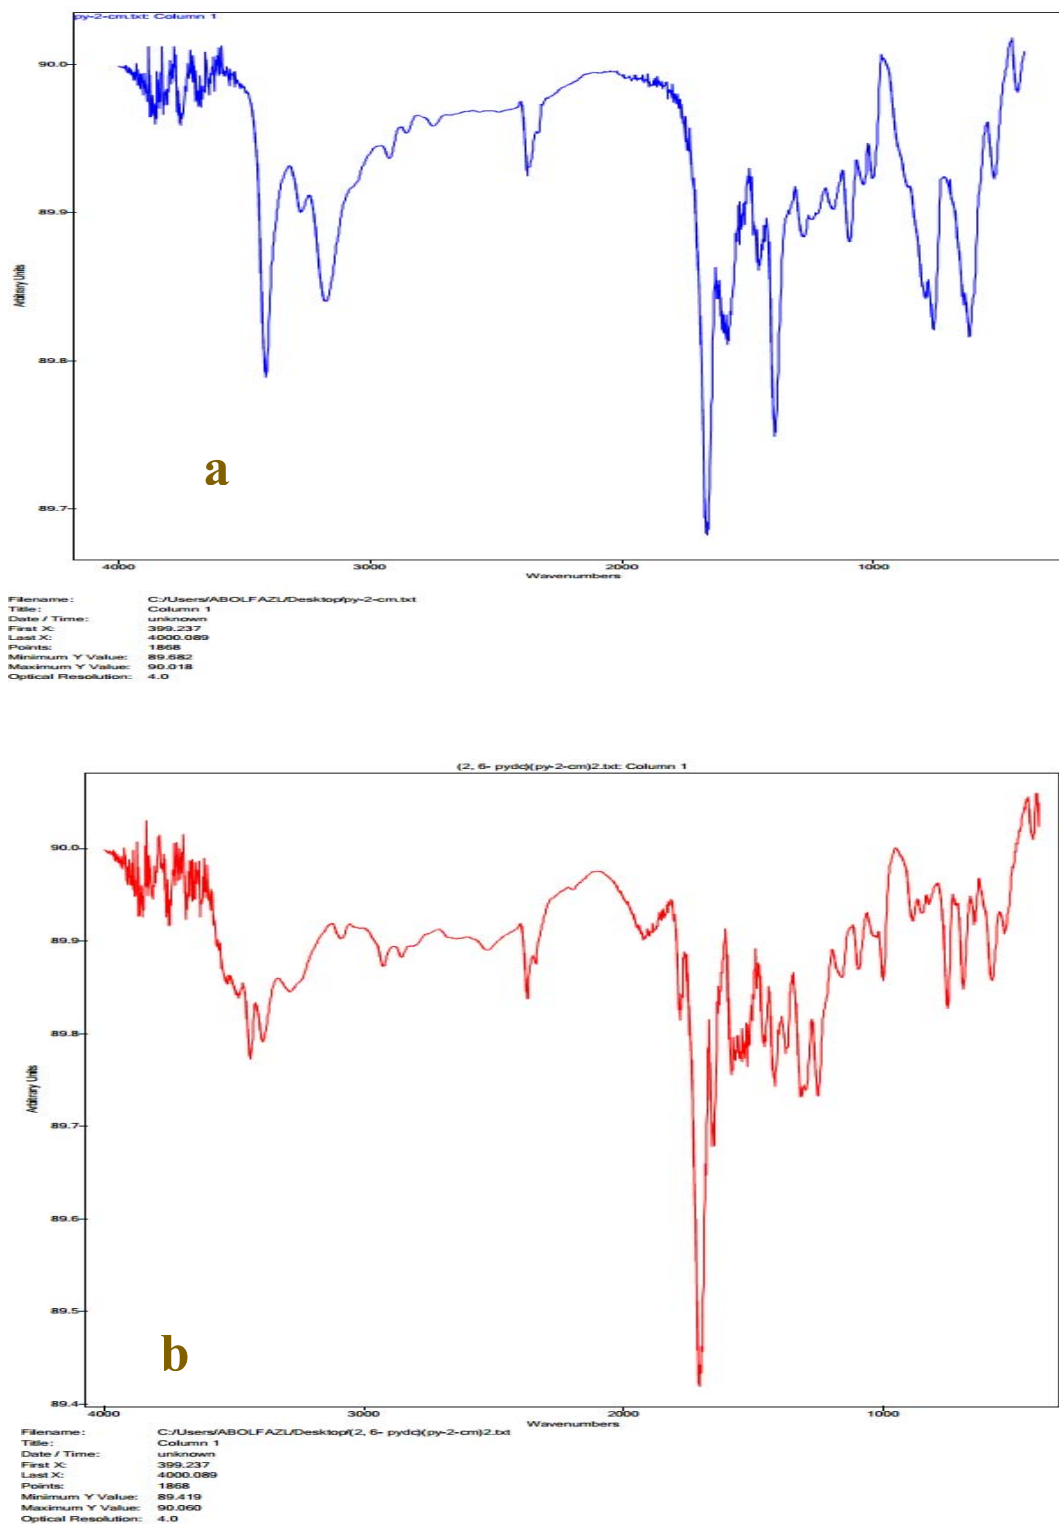 py-2-cm.txt: Column 1
90.0
89.9
Arbitrary Units
89.8
a
89.7
4000 3000 2000 1000
Wavenumbers
Filename: C:/Users/ABOLFAZL/Desktop/py-2-cm.txt
Title: Column 1
Date / Time: unknown
First X: 399.237
Last X: 4000.089
Points: 1868
Minimum Y Value: 89.682
Maximum Y Value: 90.018
Optical Resolution: 4.0
(2, 6- pydc)(py-2-cm)2.txt: Column 1
90.0
89.9
89.8
Arbitrary Units
89.7
89.6
89.5
b
89.4
4000 3000 2000 1000
Wavenumbers
Filename: C:/Users/ABOLFAZL/Desktop/(2, 6- pydc)(py-2-cm)2.txt
Title: Column 1
Date / Time: unknown
First X: 399.237
Last X: 4000.089
Points: 1868
Minimum Y Value: 89.419
Maximum Y Value: 90.060
Optical Resolution: 4.0